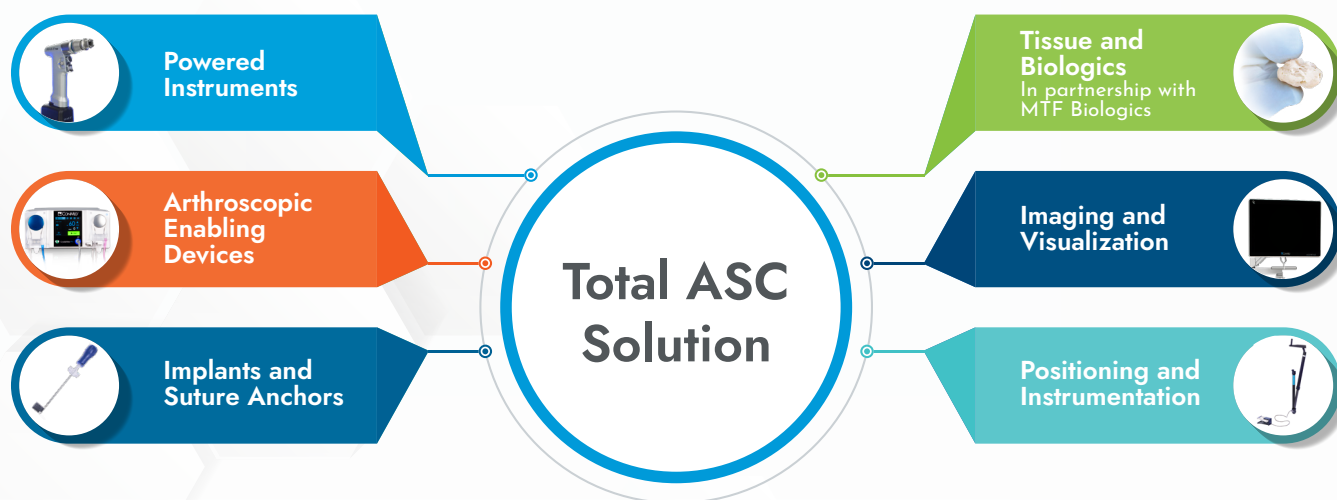 Powered
Instruments
Arthroscopic
Enabling
Devices
Implants and
Suture Anchors
Total ASC
Solution
Tissue and
Biologics
In partnership with
MTF Biologics
Imaging and
Visualization
Positioning and
Instrumentation